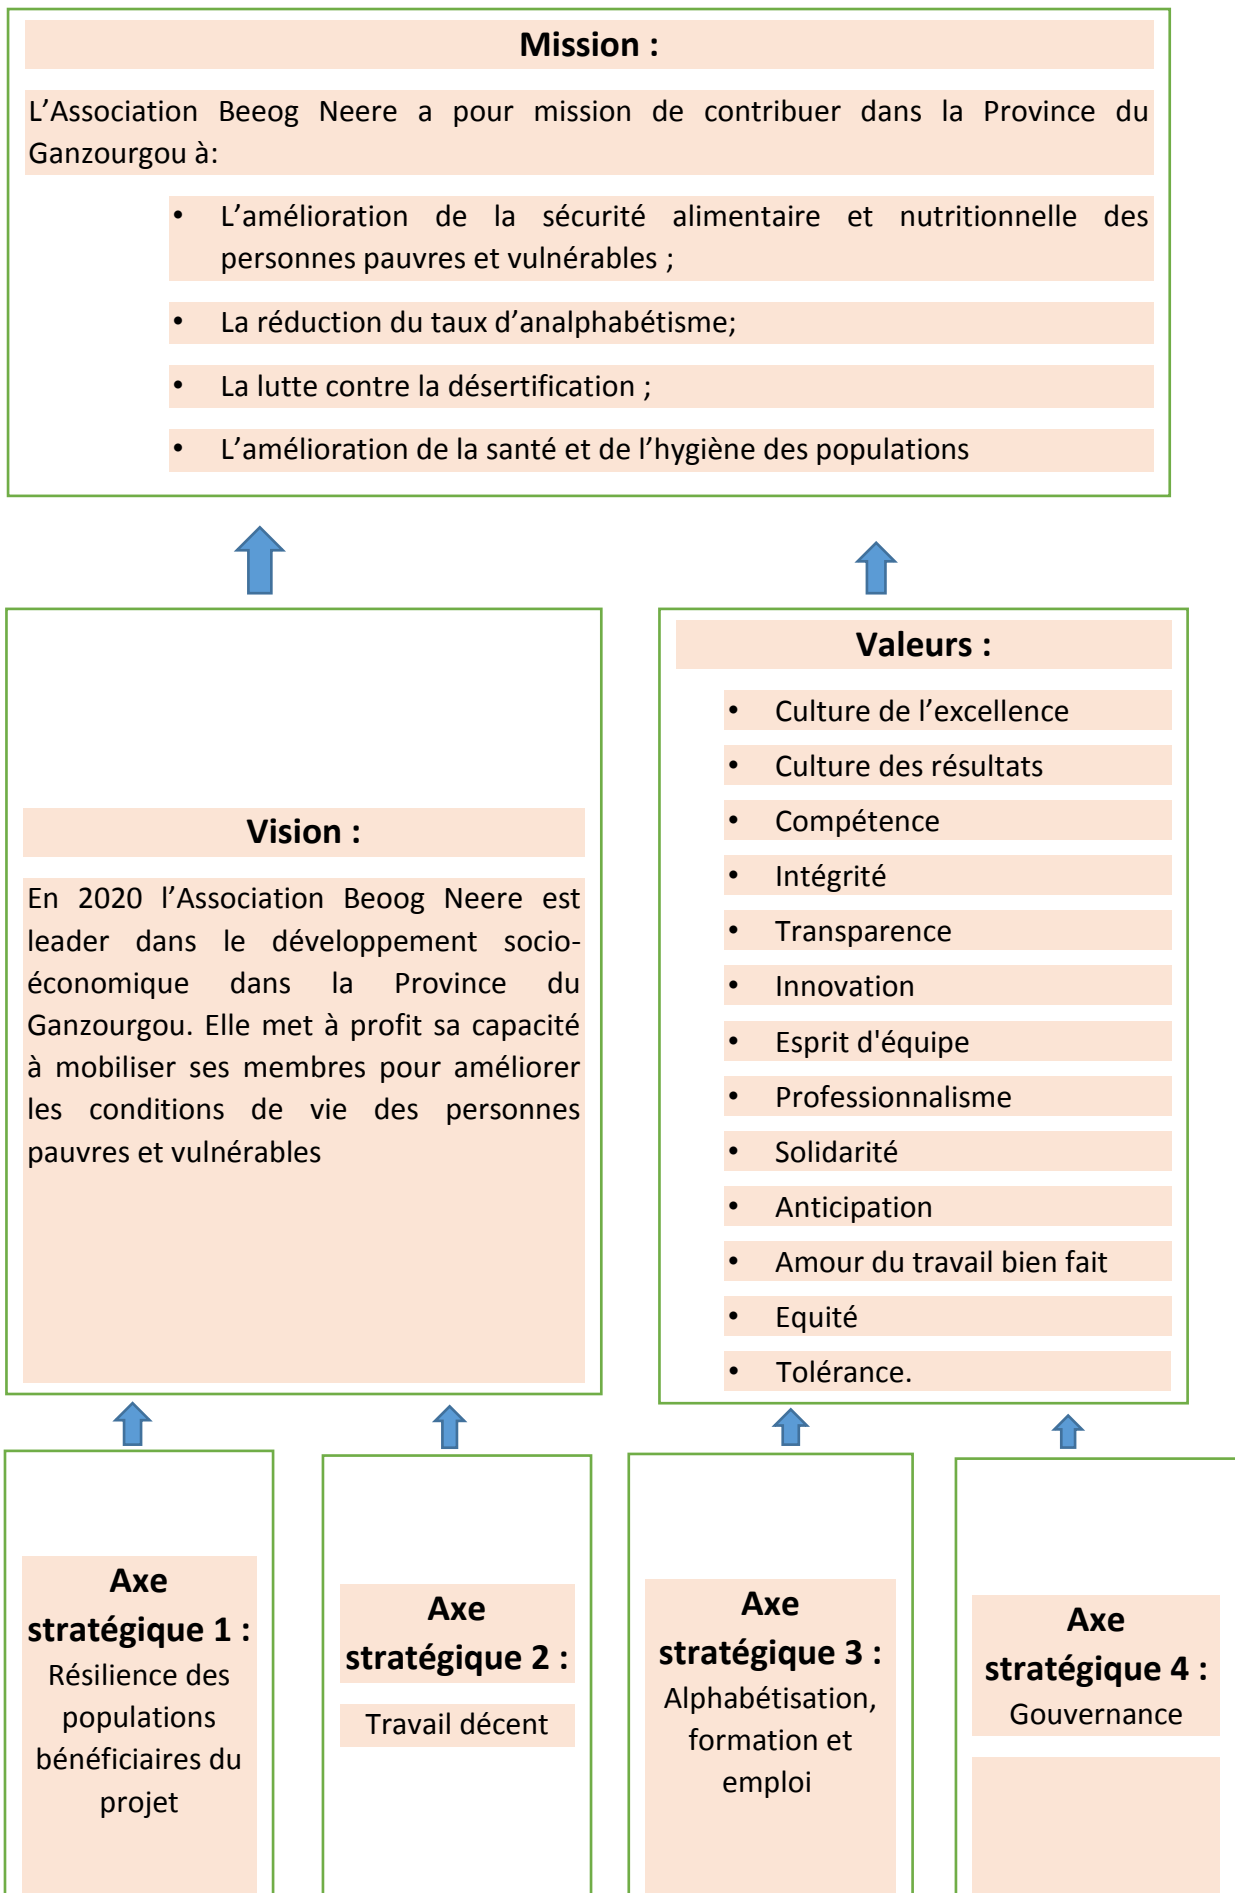 Mission :
L’Association Beeog Neere a pour mission de contribuer dans la Province du
Ganzourgou à:
• L’amélioration de la sécurité alimentaire et nutritionnelle des
personnes pauvres et vulnérables ;
• La réduction du taux d’analphabétisme;
• La lutte contre la désertification ;
• L’amélioration de la santé et de l’hygiène des populations
Vision :
En 2020 l’Association Beoog Neere est
leader dans le développement socio-
économique dans la Province du
Ganzourgou. Elle met à profit sa capacité
à mobiliser ses membres pour améliorer
les conditions de vie des personnes
pauvres et vulnérables
Valeurs :
• Culture de l’excellence
• Culture des résultats
• Compétence
• Intégrité
• Transparence
• Innovation
• Esprit d'équipe
• Professionnalisme
• Solidarité
• Anticipation
• Amour du travail bien fait
• Equité
• Tolérance.
Axe
stratégique 1 :
Résilience des
populations
bénéficiaires du
projet
Axe
stratégique 2 :
Travail décent
Axe
stratégique 3 :
Alphabétisation,
formation et
emploi
Axe
stratégique 4 :
Gouvernance